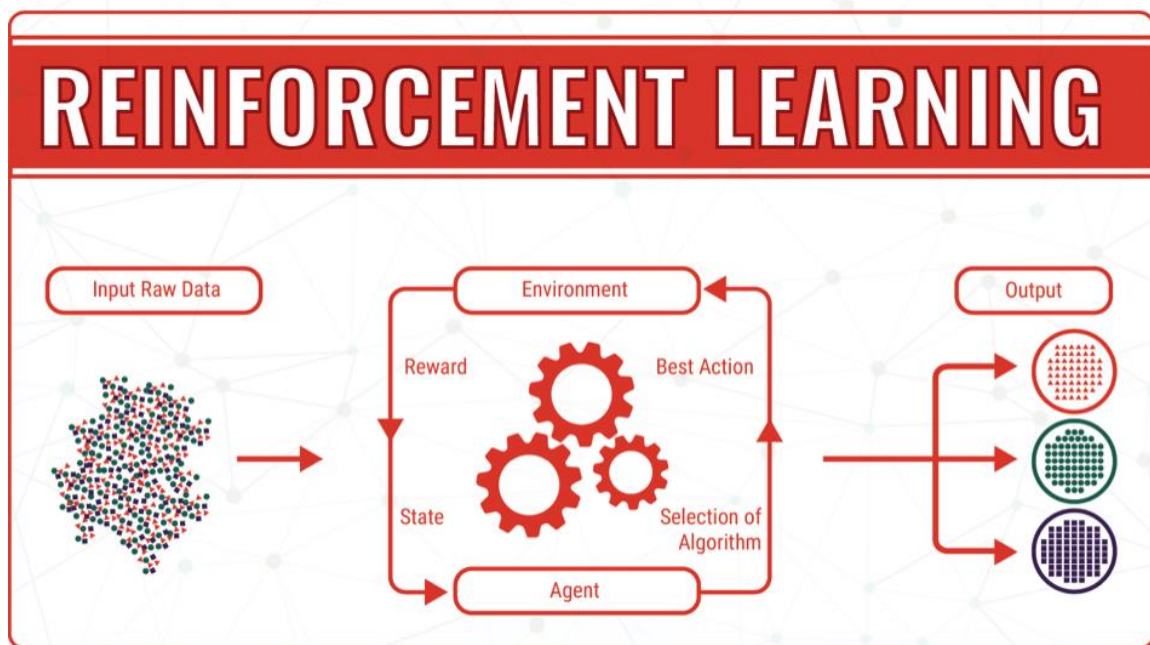 REINFORCEMENT LEARNING
Input Raw Data
Environment
Output
Reward
Best Action
State
Selection of
Algorithm
Agent